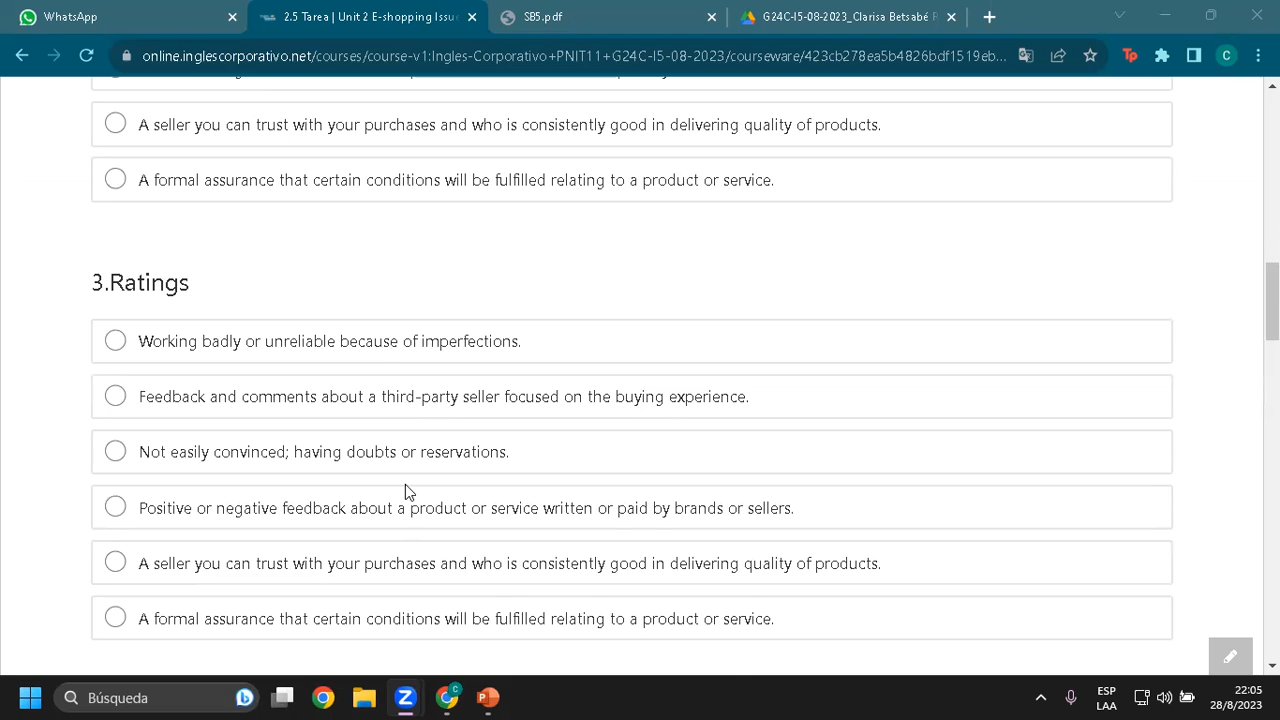 WhatsApp
2.5 Tarea | Unit 2 E-shopping Issu
SB5.pdf
G24C-I5-08-2023_Clarisa Betsabé
online.inglescorporativo.net/courses/course-v1:Ingles-Corporativo+PNIT11+G24C-I5-08-2023/courseware/423cb278ea5b4826bdf1519eb...
A seller you can trust with your purchases and who is consistently good in delivering quality of products.
A formal assurance that certain conditions will be fulfilled relating to a product or service.
3.Ratings
Working badly or unreliable because of imperfections.
Feedback and comments about a third-party seller focused on the buying experience.
Not easily convinced; having doubts or reservations.
Positive or negative feedback about a product or service written or paid by brands or sellers.
A seller you can trust with your purchases and who is consistently good in delivering quality of products.
A formal assurance that certain conditions will be fulfilled relating to a product or service.
Búsqueda
ESP
LAA
22:05
28/8/2023